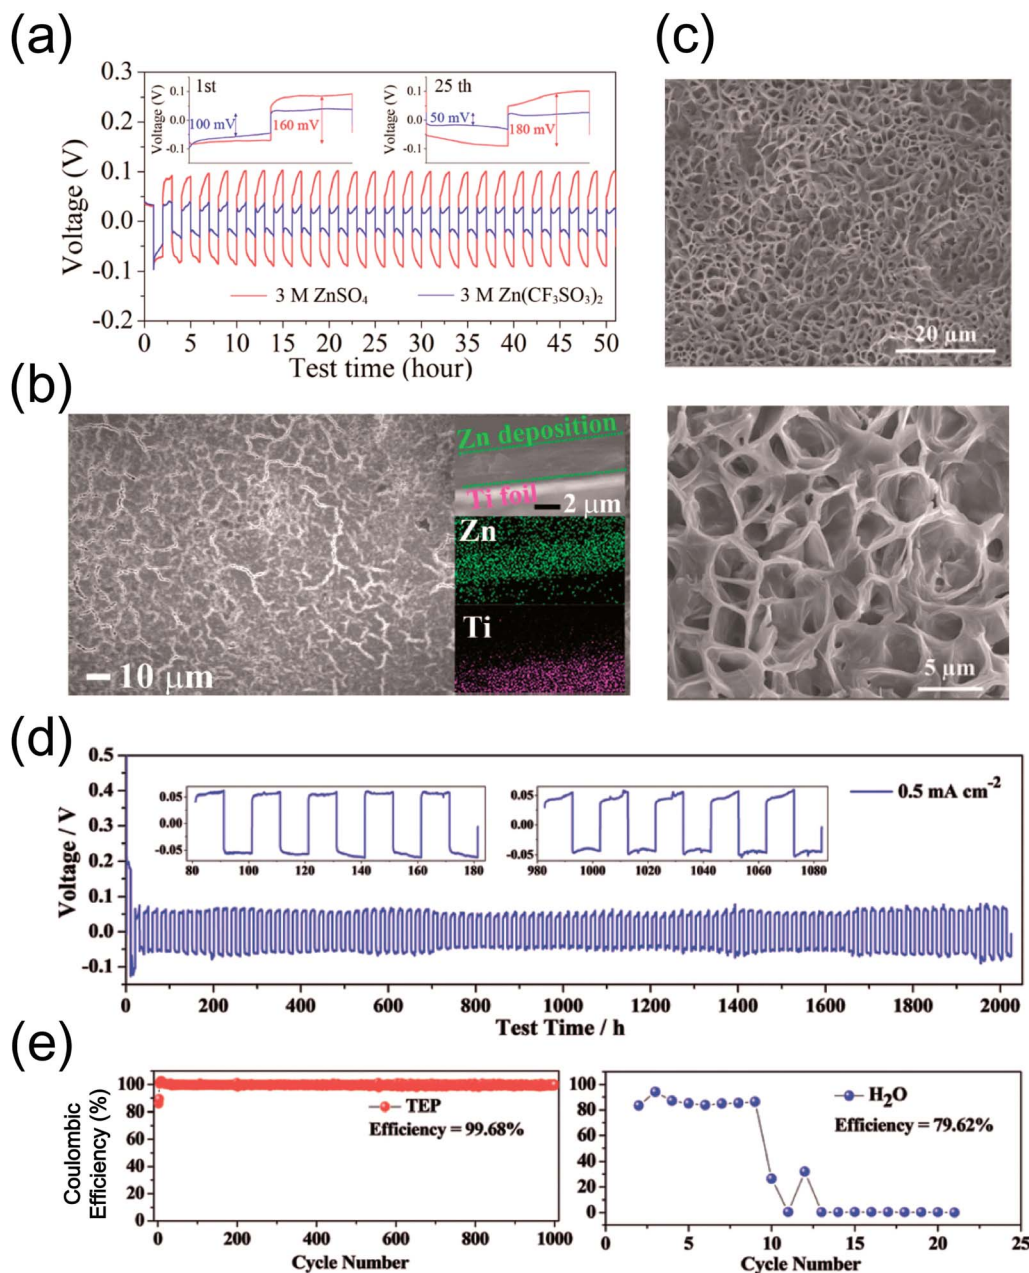 (a)
0.3
0.2
0.1
0.0
-0.1
-0.2
Voltage (V)
0 5 10 15 20 25 30 35 40 45 50
Test time (hour)
1st
Voltage (V)
0.1
0.0
-0.1
100 mV
160 mV
25 th
Voltage (V)
0.1
0.0
-0.1
50 mV
180 mV
3 M ZnSO₄
3 M Zn(CF₃SO₃)₂
(b)
10 μm
Zn deposition
Ti foil
2 μm
Zn
Ti
(c)
20 μm
5 μm
(d)
0.5
0.4
0.3
0.2
0.1
0.0
-0.1
Voltage / V
0 200 400 600 800 1000 1200 1400 1600 1800 2000
Test Time / h
0.05
0.00
-0.05
80 100 120 140 160 180
0.05
0.00
-0.05
980 1000 1020 1040 1060 1080
0.5 mA cm⁻²
(e)
Coulombic
Efficiency (%)
100
80
60
40
20
0
0 200 400 600 800 1000
Cycle Number
TEP
Efficiency = 99.68%
100
80
60
40
20
0
0 5 10 15 20 25
Cycle Number
H₂O
Efficiency = 79.62%